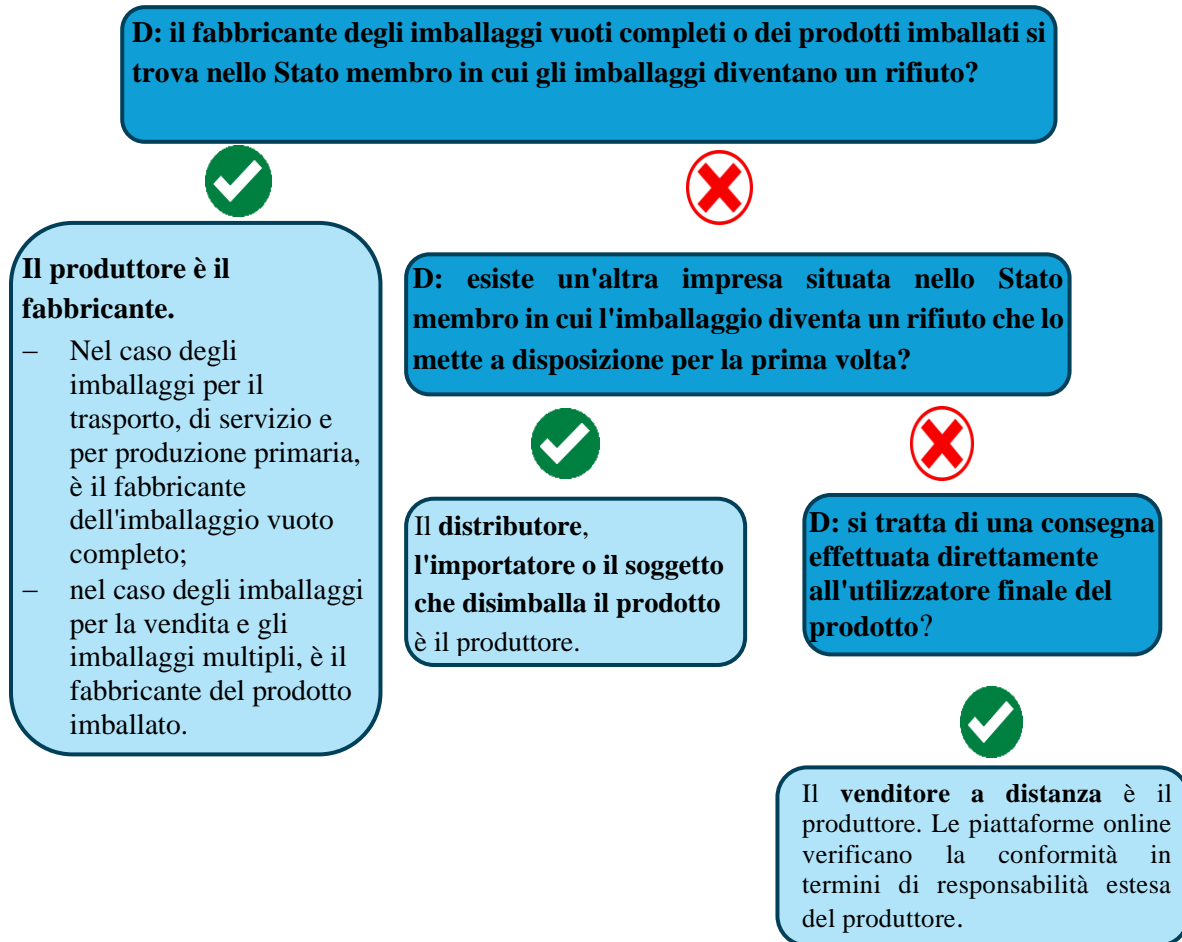 D: il fabbricante degli imballaggi vuoti completi o dei prodotti imballati si
trova nello Stato membro in cui gli imballaggi diventano un rifiuto?
Il produttore è il
fabbricante.
– Nel caso degli
imballaggi per il
trasporto, di servizio e
per produzione primaria,
è il fabbricante
dell'imballaggio vuoto
completo;
– nel caso degli imballaggi
per la vendita e gli
imballaggi multipli, è il
fabbricante del prodotto
imballato.
D: esiste un'altra impresa situata nello Stato
membro in cui l'imballaggio diventa un rifiuto che lo
mette a disposizione per la prima volta?
Il distributore,
l'importatore o il soggetto
che disimballa il prodotto
è il produttore.
D: si tratta di una consegna
effettuata direttamente
all'utilizzatore finale del
prodotto?
Il venditore a distanza è il
produttore. Le piattaforme online
verificano la conformità in
termini di responsabilità estesa
del produttore.